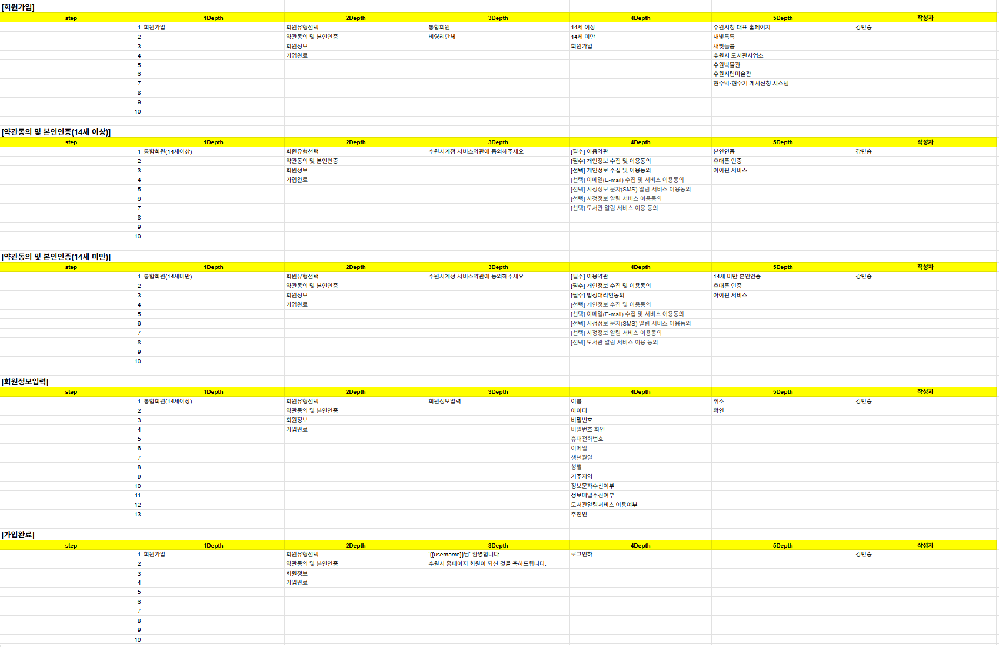 [회원가입]
step 1Depth 2Depth 3Depth 4Depth 5Depth 작성자
1 회원가입 회원유형선택 통합회원 14세 이상 수원시청 대표 홈페이지 강민승
2 약관동의 및 본인인증 비영리단체 14세 미만 새빛톡톡
3 회원정보 회원가입 새빛돌봄
4 가입완료 수원시 도서관사업소
5 수원박물관
6 수원시립미술관
7 현수막·현수기 게시신청 시스템
8
9
10
[약관동의 및 본인인증(14세 이상)]
step 1Depth 2Depth 3Depth 4Depth 5Depth 작성자
1 통합회원(14세이상) 회원유형선택 수원시계정 서비스약관에 동의해주세요 [필수] 이용약관 본인인증 강민승
2 약관동의 및 본인인증 [필수] 개인정보 수집 및 이용동의 휴대폰 인증
3 회원정보 [선택] 개인정보 수집 및 이용동의 아이핀 서비스
4 가입완료 [선택] 이메일(E-mail) 수집 및 서비스 이용동의
5 [선택] 시정정보 문자(SMS) 알림 서비스 이용동의
6 [선택] 시정정보 알림 서비스 이용동의
7 [선택] 도서관 알림 서비스 이용 동의
8
9
10
[약관동의 및 본인인증(14세 미만)]
step 1Depth 2Depth 3Depth 4Depth 5Depth 작성자
1 통합회원(14세미만) 회원유형선택 수원시계정 서비스약관에 동의해주세요 [필수] 이용약관 14세 미만 본인인증 강민승
2 약관동의 및 본인인증 [필수] 개인정보 수집 및 이용동의 휴대폰 인증
3 회원정보 [필수] 법정대리인동의 아이핀 서비스
4 가입완료 [선택] 개인정보 수집 및 이용동의
5 [선택] 이메일(E-mail) 수집 및 서비스 이용동의
6 [선택] 시정정보 문자(SMS) 알림 서비스 이용동의
7 [선택] 시정정보 알림 서비스 이용동의
8 [선택] 도서관 알림 서비스 이용 동의
9
10
[회원정보입력]
step 1Depth 2Depth 3Depth 4Depth 5Depth 작성자
1 통합회원(14세이상) 회원유형선택 회원정보입력 이름 취소 강민승
2 약관동의 및 본인인증 아이디 확인
3 회원정보 비밀번호
4 가입완료 비밀번호 화인
5 휴대전화번호
6 이메일
7 생년월일
8 성별
9 거주지역
10 정보문자수신여부
11 정보메일수신여부
12 도서관알림서비스 이용여부
13 추천인
[가입완료]
step 1Depth 2Depth 3Depth 4Depth 5Depth 작성자
1 회원가입 회원유형선택 '{{username}}님' 환영합니다. 로그인하 강민승
2 약관동의 및 본인인증 수원시 홈페이지 회원이 되신 것을 축하드립니다.
3 회원정보
4 가입완료
5
6
7
8
9
10